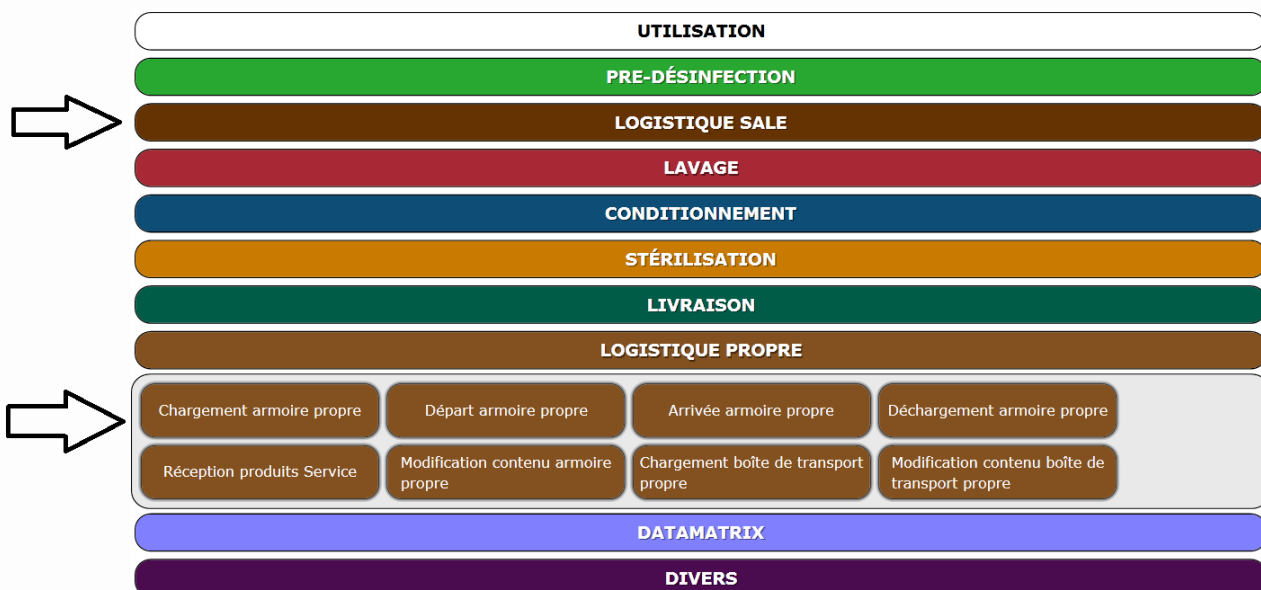 UTILISATION
PRE-DÉSINFECTION
LOGISTIQUE SALE
LAVAGE
CONDITIONNEMENT
STÉRILISATION
LIVRAISON
LOGISTIQUE PROPRE
Chargement armoire propre
Départ armoire propre
Arrivée armoire propre
Déchargement armoire propre
Réception produits Service
Modification contenu armoire
propre
Chargement boîte de transport
propre
Modification contenu boîte de
transport propre
DATAMATRIX
DIVERS